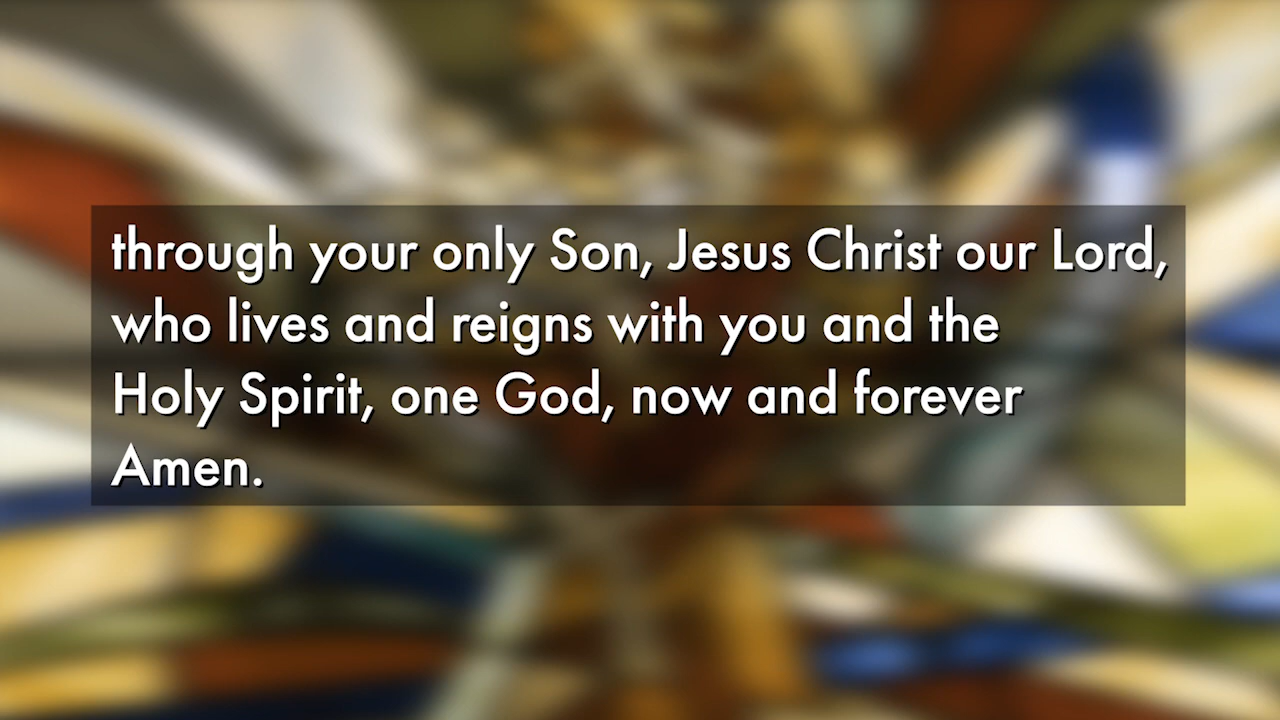 through your only Son, Jesus Christ our Lord,
who lives and reigns with you and the
Holy Spirit, one God, now and forever
Amen.